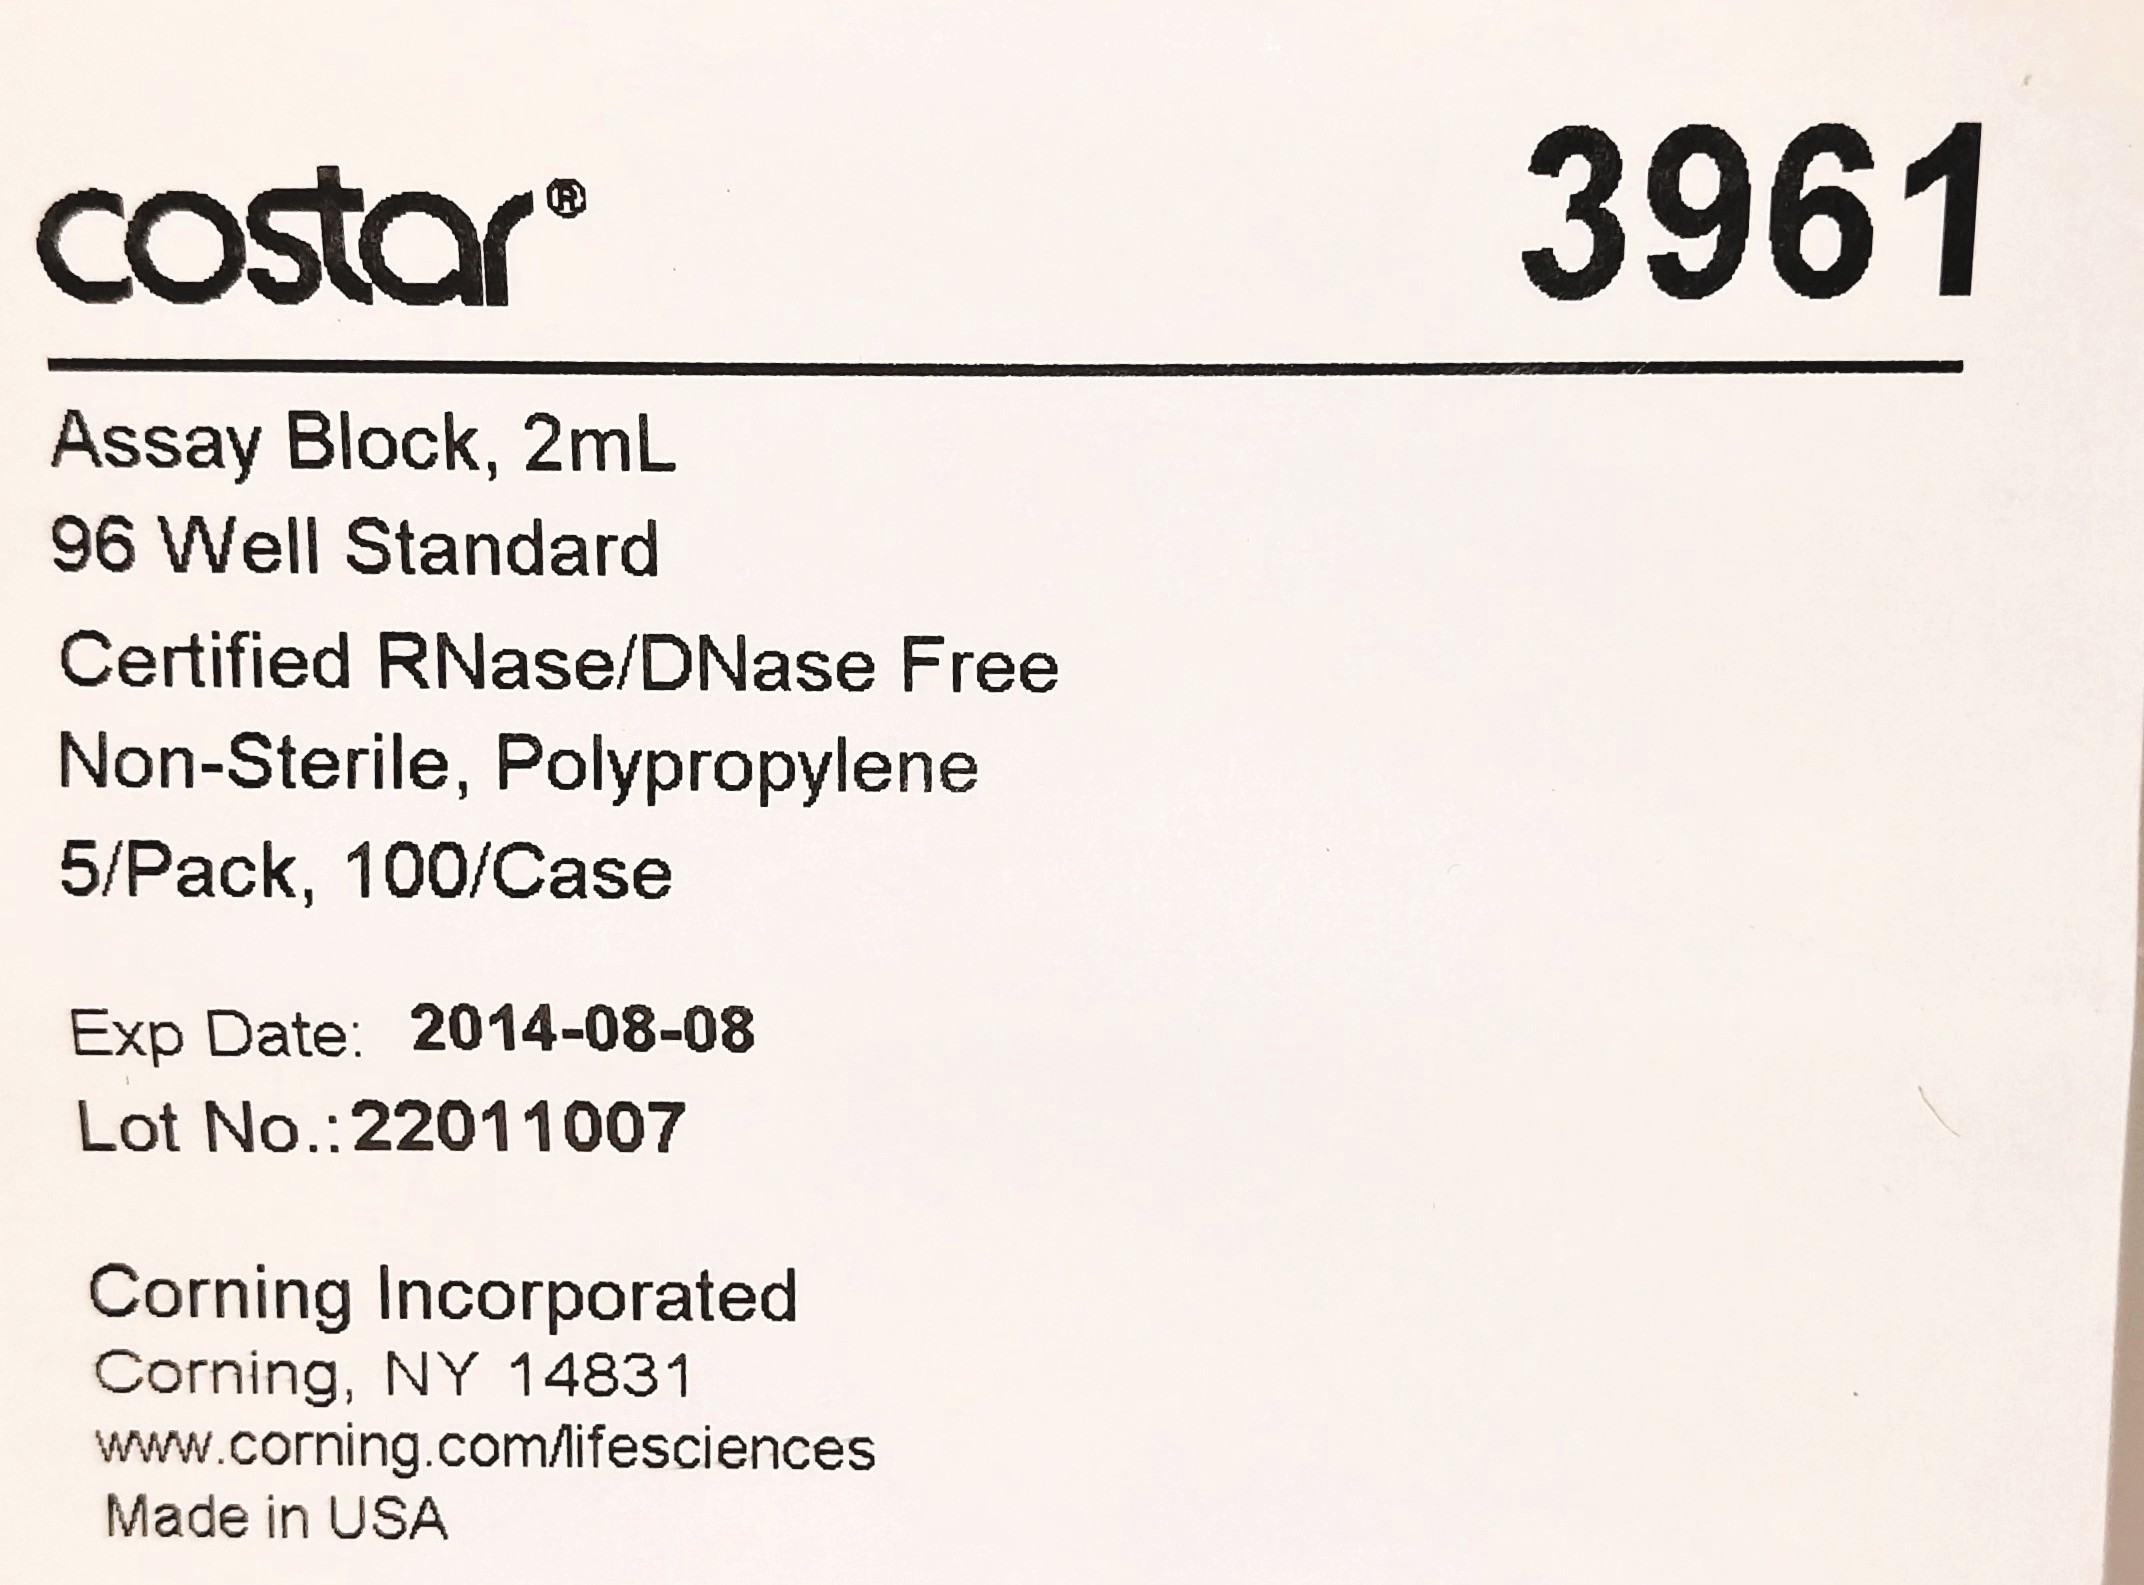 costar® 3961
Assay Block, 2mL
96 Well Standard
Certified RNase/DNase Free
Non-Sterile, Polypropylene
5/Pack, 100/Case
Exp Date: 2014-08-08
Lot No.:22011007
Corning Incorporated
Corning, NY 14831
www.corning.com/lifesciences
Made in USA